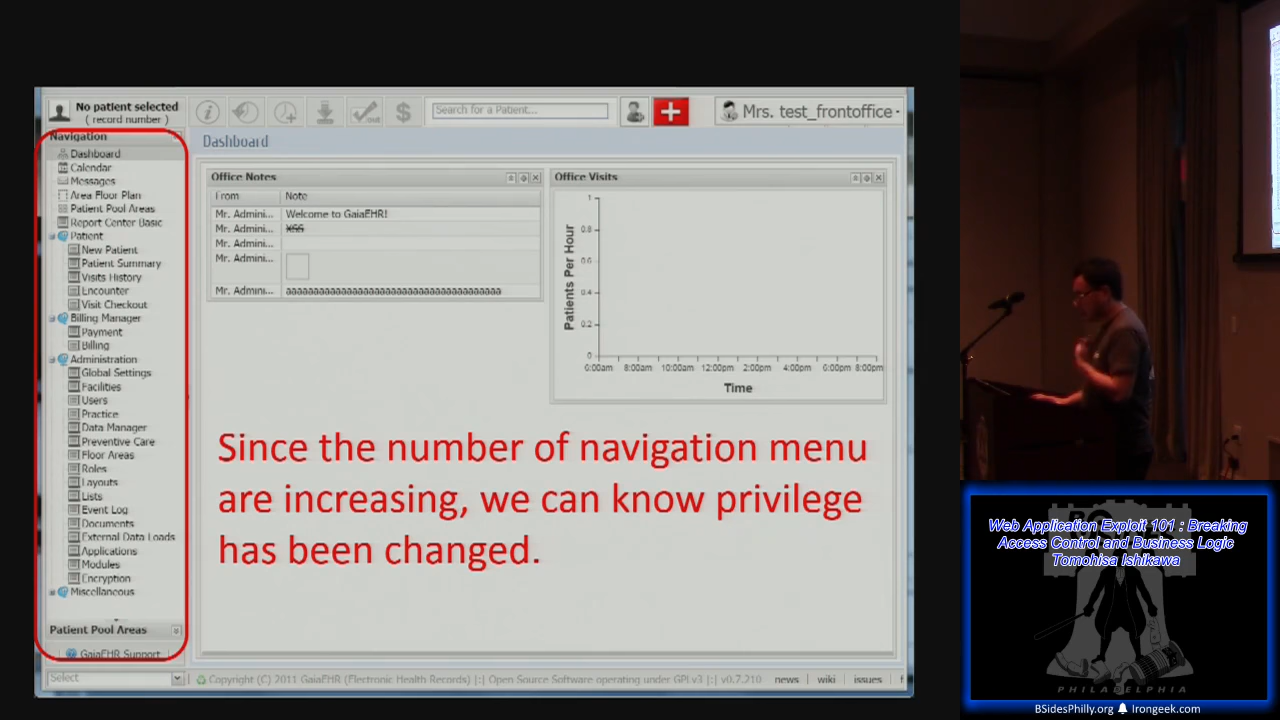 No patient selected
( record number )
Search for a Patient...
Mrs. test_frontoffice
Navigation
Dashboard
Calendar
Messages
Area Floor Plan
Patient Pool Areas
Report Center Basic
Patient
New Patient
Patient Summary
Visits History
Encounter
Visit Checkout
Billing Manager
Payment
Billing
Administration
Global Settings
Facilities
Users
Practice
Data Manager
Preventive Care
Floor Areas
Roles
Layouts
Lists
Event Log
Documents
External Data Loads
Applications
Modules
Encryption
Miscellaneous
Patient Pool Areas
GaiaEHR Support
Select
Dashboard
Office Notes
From Note
Mr. Admini... Welcome to GaiaEHR!
Mr. Admini... XSS
Mr. Admini...
Mr. Admini...
Mr. Admini...
Office Visits
Patients Per Hour
1
0.8
0.6
0.4
0.2
0
6:00am 8:00am 10:00am 12:00pm 2:00pm 4:00pm 6:00pm 8:00pm
Time
Since the number of navigation menu
are increasing, we can know privilege
has been changed.
Copyright (C) 2011 GaiaEHR (Electronic Health Records) [:] Open Source Software operating under GPLv3 [:] v0.7.210
news wiki issues f
Web Application Exploit 101 : Breaking
Access Control and Business Logic
Tomohisa Ishikawa
PHILADELPHIA
BSidesPhilly.org Irongeek.com